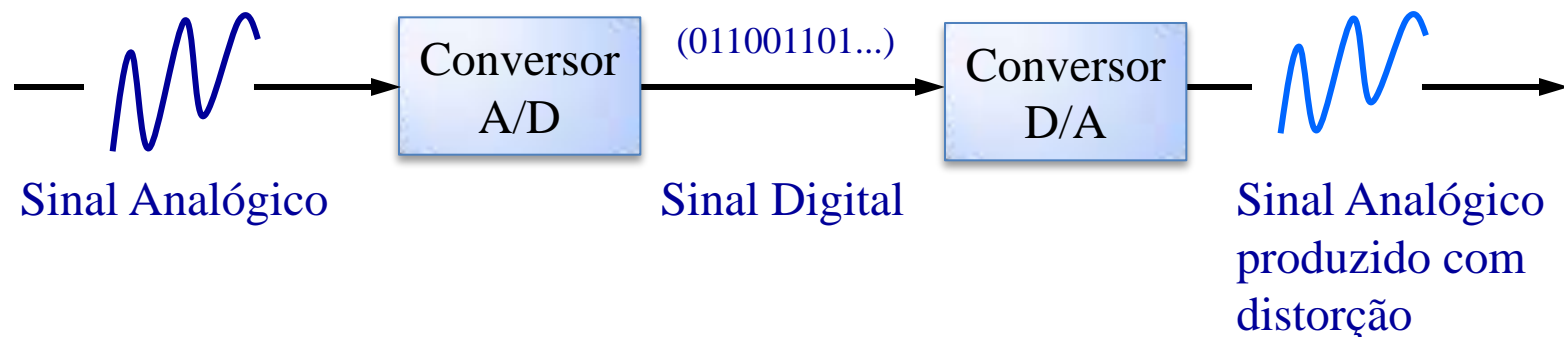 Conversor
A/D
(011001101...)
Conversor
D/A
Sinal Analógico
Sinal Digital
Sinal Analógico
produzido com
distorção